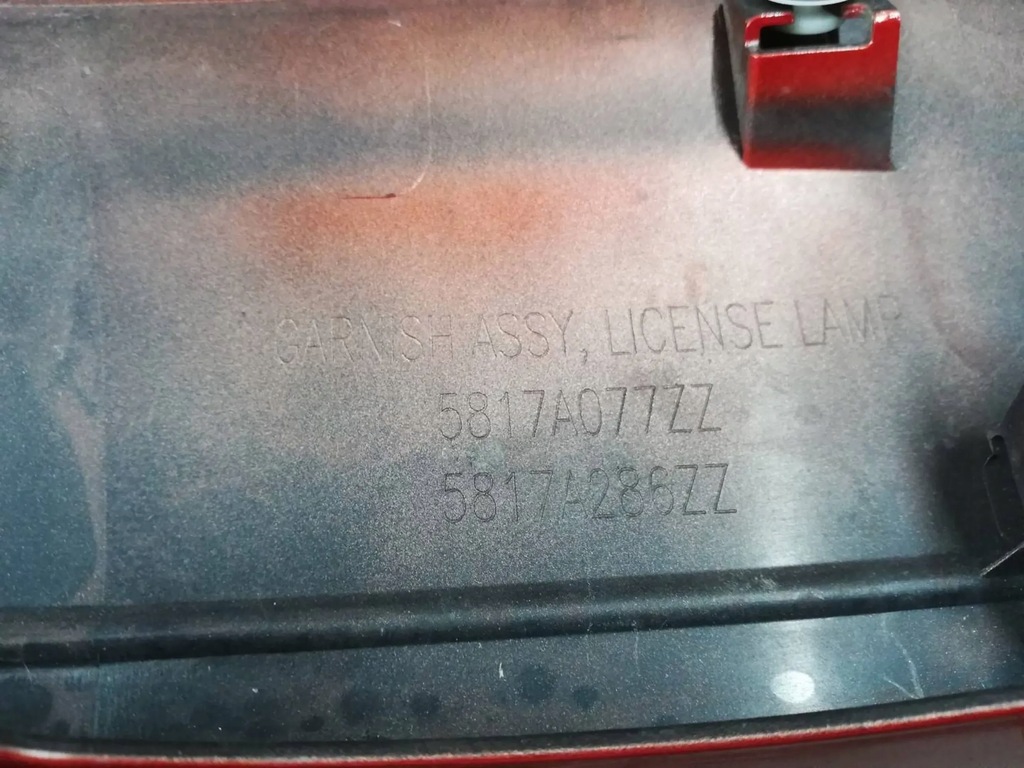 GARNISH ASSY, LICENSE LAMP
5817A077ZZ
5817A286ZZ